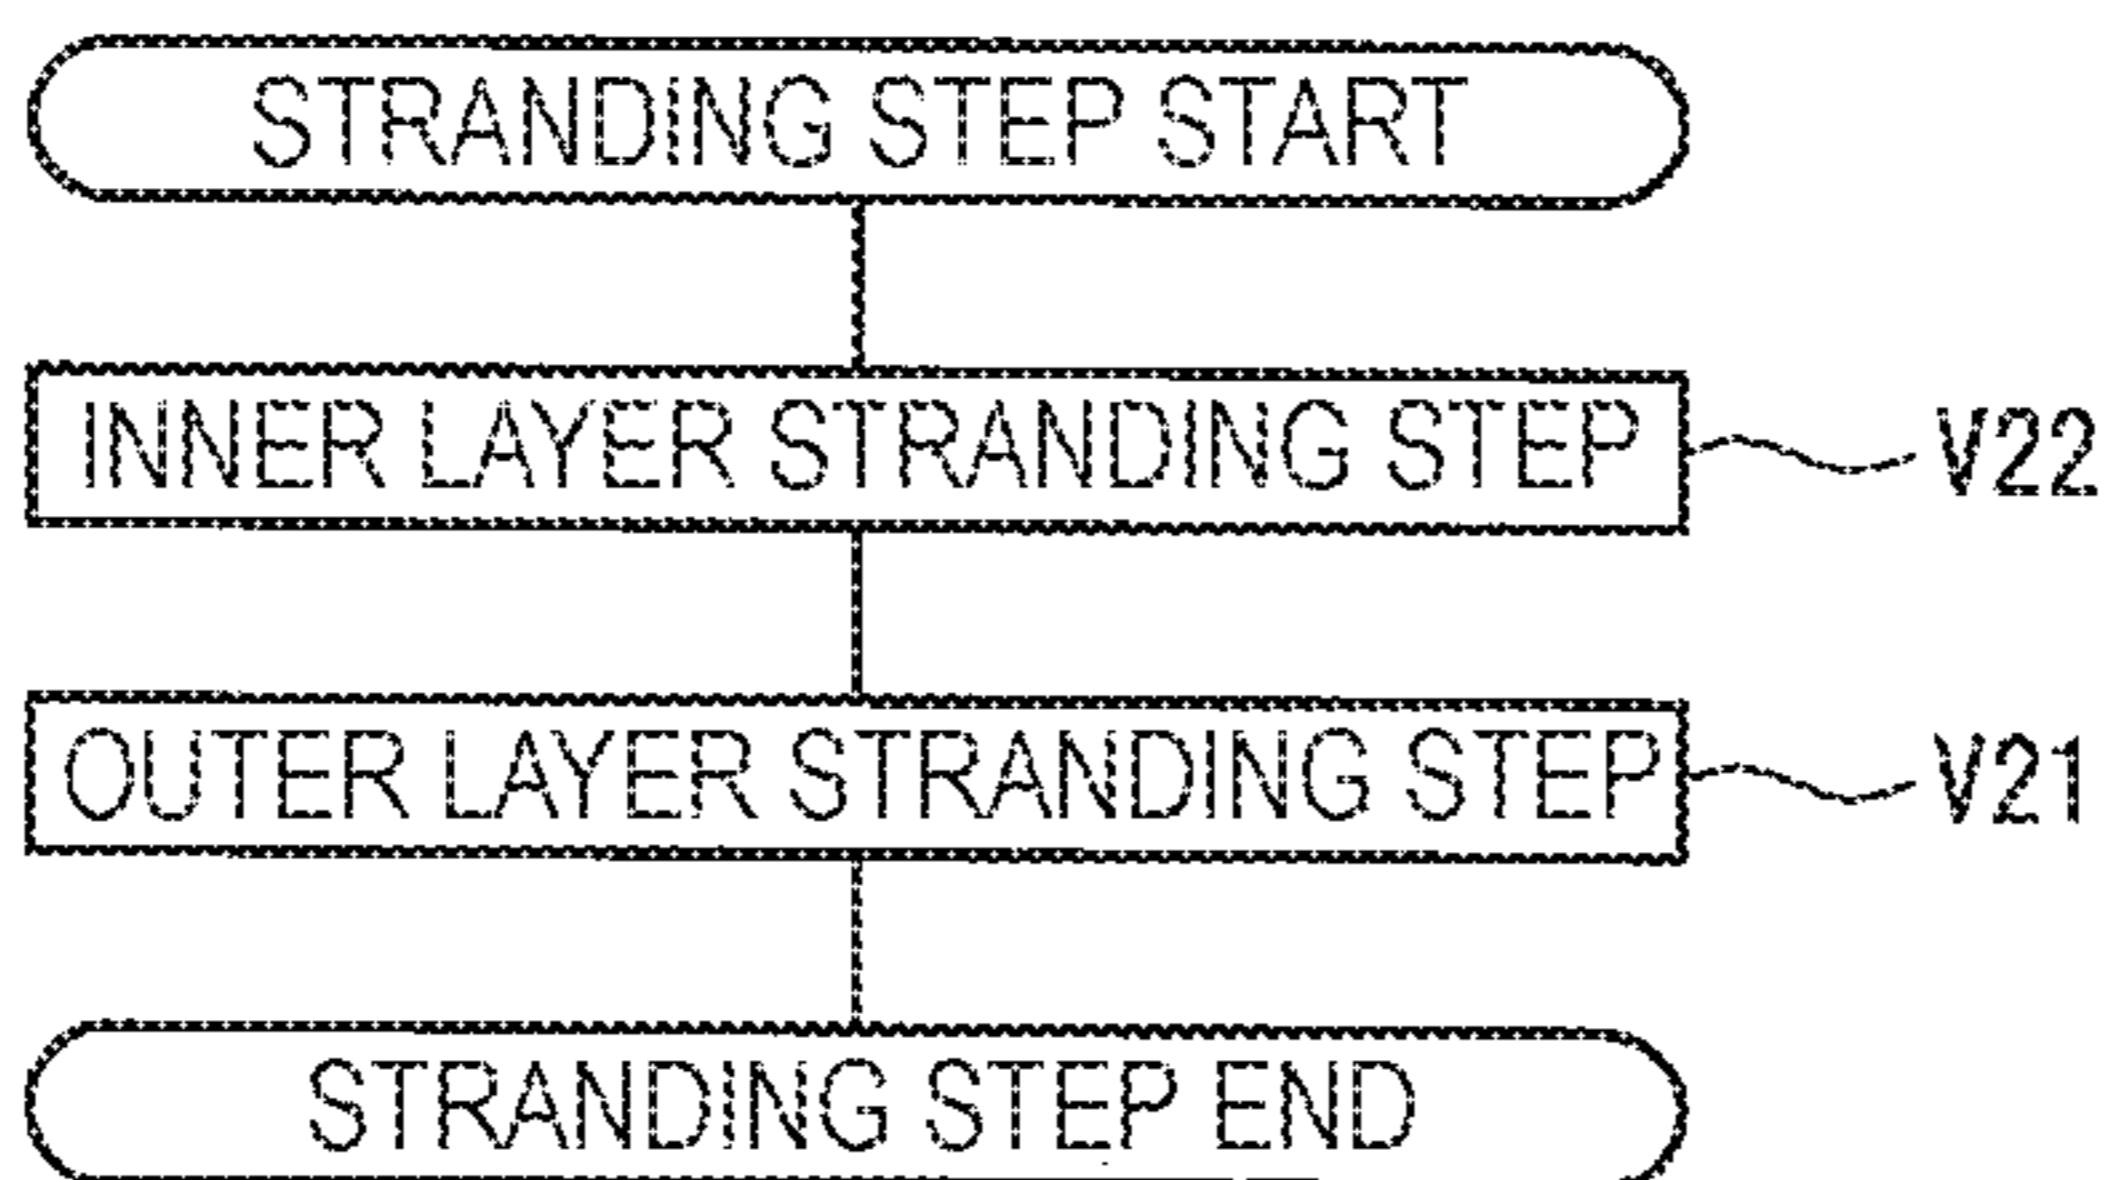 STRANDING STEP START
INNER LAYER STRANDING STEP
V22
OUTER LAYER STRANDING STEP
V21
STRANDING STEP END